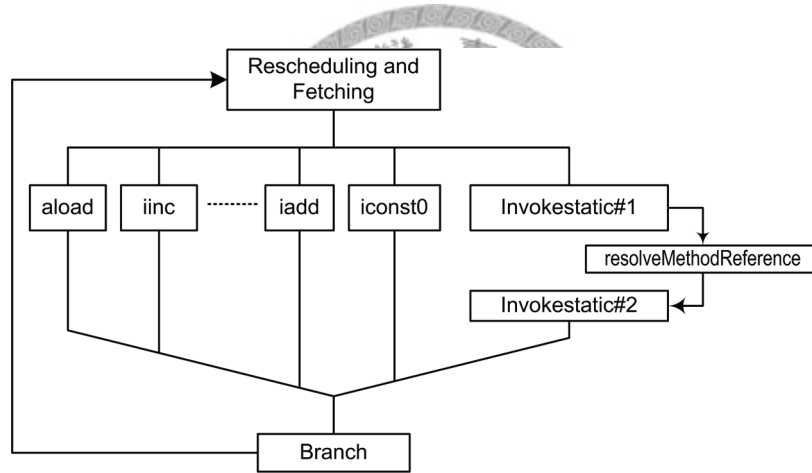 Rescheduling and
Fetching
aload
iinc
iadd
iconst0
Invokestatic#1
resolveMethodReference
Invokestatic#2
Branch